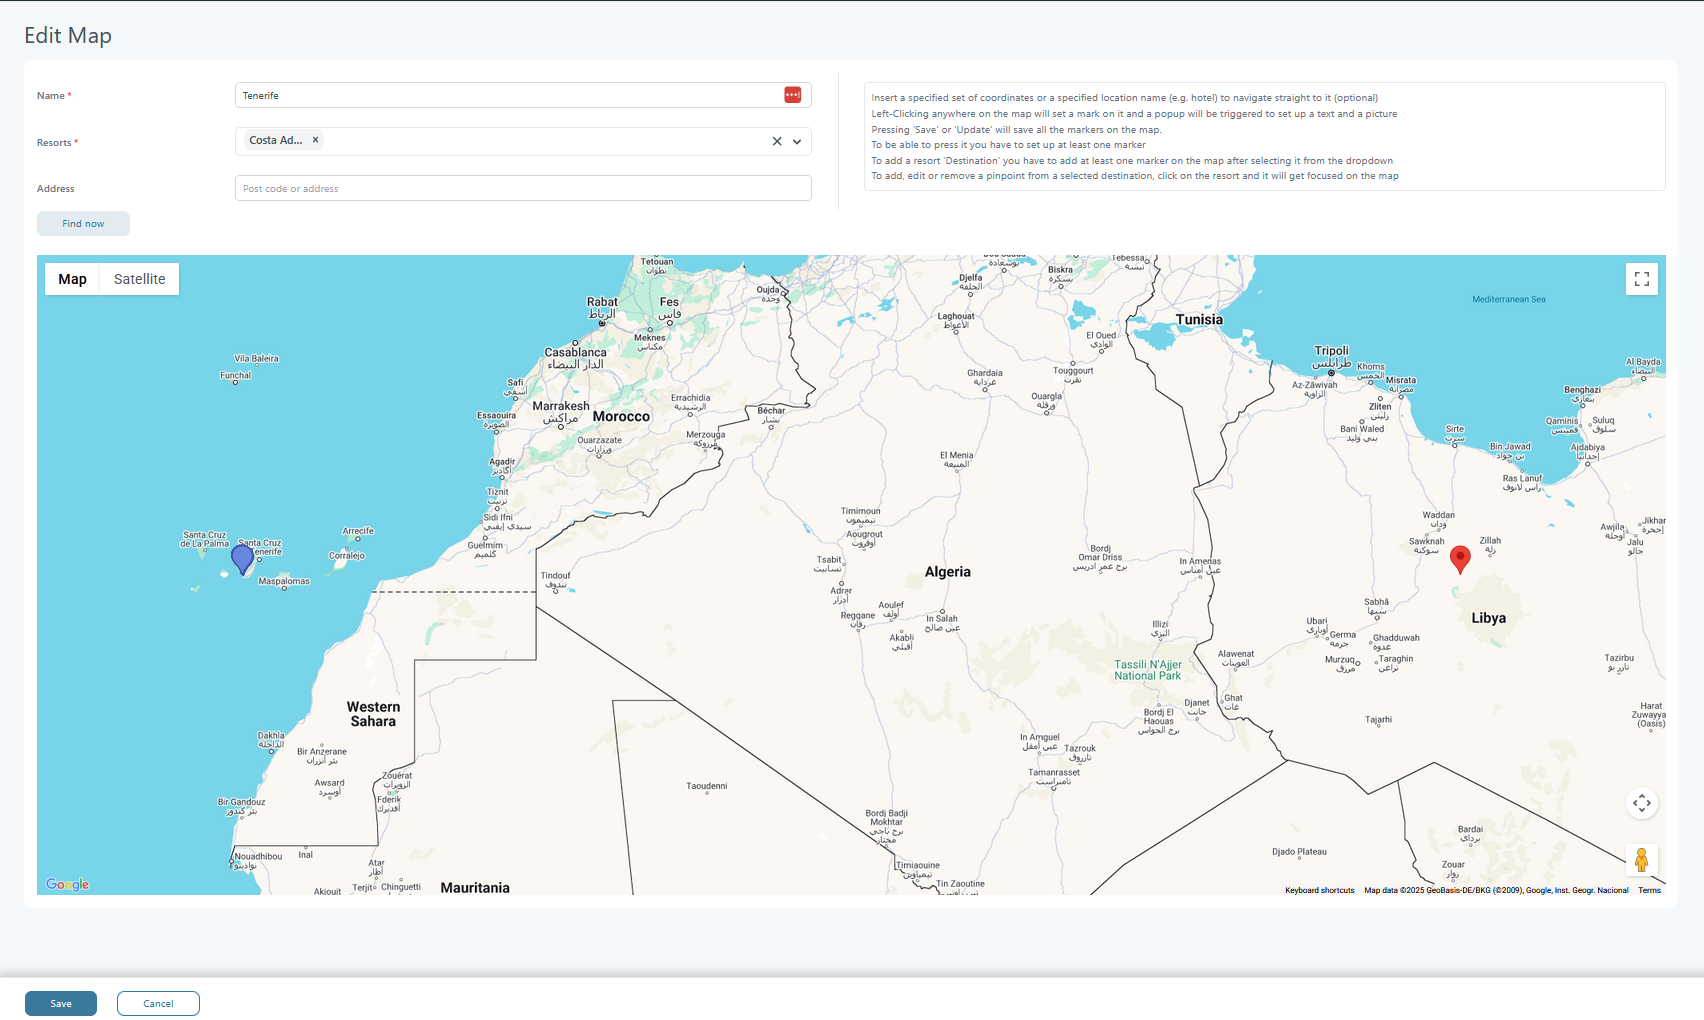 Edit Map
Name *
Tenerife
Resorts *
Costa Ad...
Address
Post code or address
Find now
Insert a specified set of coordinates or a specified location name (e.g. hotel) to navigate straight to it (optional)
Left-Clicking anywhere on the map will set a mark on it and a popup will be triggered to set up a text and a picture
Pressing 'Save' or 'Update' will save all the markers on the map.
To be able to press it you have to set up at least one marker
To add a resort 'Destination' you have to add at least one marker on the map after selecting it from the dropdown
To add, edit or remove a pinpoint from a selected destination, click on the resort and it will get focused on the map
Map
Satellite
Tetouan
تطوان
Rabat
الرباط
Fes
فاس
Oujda
وجدة
Meknes
مكناس
Casablanca
الدار البيضاء
Vila Baleira
Funchal
Safi
آسفي
Marrakesh
مراكش
Morocco
Essaouira
الصويرة
Errachidia
الرشيدية
Ouarzazate
ورزازات
Merzouga
مرزوكة
Béchar
بشار
Agadir
أكادير
Tiznit
تزنيت
Sidi Ifni
سيدي إيفني
Guelmim
كلميم
Djelfa
الجلفة
Biskra
بسكرة
Tebessa
تبسة
Laghouat
الأغواط
El Oued
الوادي
Tunisia
Mediterranean Sea
Ghardaia
غرداية
Touggourt
تقرت
Ouargla
ورقلة
Tripoli
طرابلس
Khoms
الخمس
Az-Zāwiyah
الزاوية
Misrata
مصراتة
Zliten
زليتن
Bani Waled
بني وليد
Sirte
سرت
Bin Jawad
بن جواد
Al Bayda
البيضاء
Benghazi
بنغازي
Qaminis
قمينس
Suluq
سلوق
Ajdabiya
إجدابيا
Ras Lanuf
راس لانوف
El Menia
المنيعة
Timimoun
تيميمون
Aougrout
أوقروت
Tsabit
تسابيت
Adrar
أدرار
Reggane
رقان
Aoulef
أولف
Akabli
أقبلي
In Salah
عين صالح
Algeria
Bordj
Omar Driss
برج عمر ادريس
In Amenas
عين أمناس
Waddan
ودان
Sawknah
سوكنة
Zillah
زلة
Awjila
أوجلة
Jikhar
إجخرة
Jalu
جالو
Libya
Sabhā
سبها
Ubari
أوباري
Germa
جرمة
Ghadduwah
غدوة
Murzuq
مرزق
Taraghin
تراغن
Tazirbu
تازر بو
Santa Cruz
de La Palma
Santa Cruz
Tenerife
Arrecife
Corralejo
Maspalomas
Tindouf
تندوف
Western
Sahara
Illizi
اليزي
Tassili N'Ajjer
National Park
Alawenat
العوينات
Ghat
غات
Djanet
جانت
Bordj El
Haouas
برج الحواس
Tajarhi
Harat
Zuwayya
(Oasis)
In Amguel
عين أمقل
Tazrouk
تازروق
Tamanrasset
تامنراست
Dakhla
الداخلة
Bir Anzerane
بئر أنزران
Awsard
أوسرد
Zouérat
الزويرات
Fderik
افديرك
Bir Gandouz
بئر كندوز
Taoudenni
Bordj Badji
Mokhtar
برج باجي
مختار
Djado Plateau
Bardai
برداي
Zouar
زوار
Nouadhibou
نواذيبو
Inal
Atar
أطار
Akiouit
Terjit
Chinguetti
Mauritania
Timiaouine
تيمياوين
Tin Zaoutine
Google
Keyboard shortcuts
Map data ©2025 GeoBasis-DE/BKG (©2009), Google, Inst. Geogr. Nacional
Terms
Save
Cancel